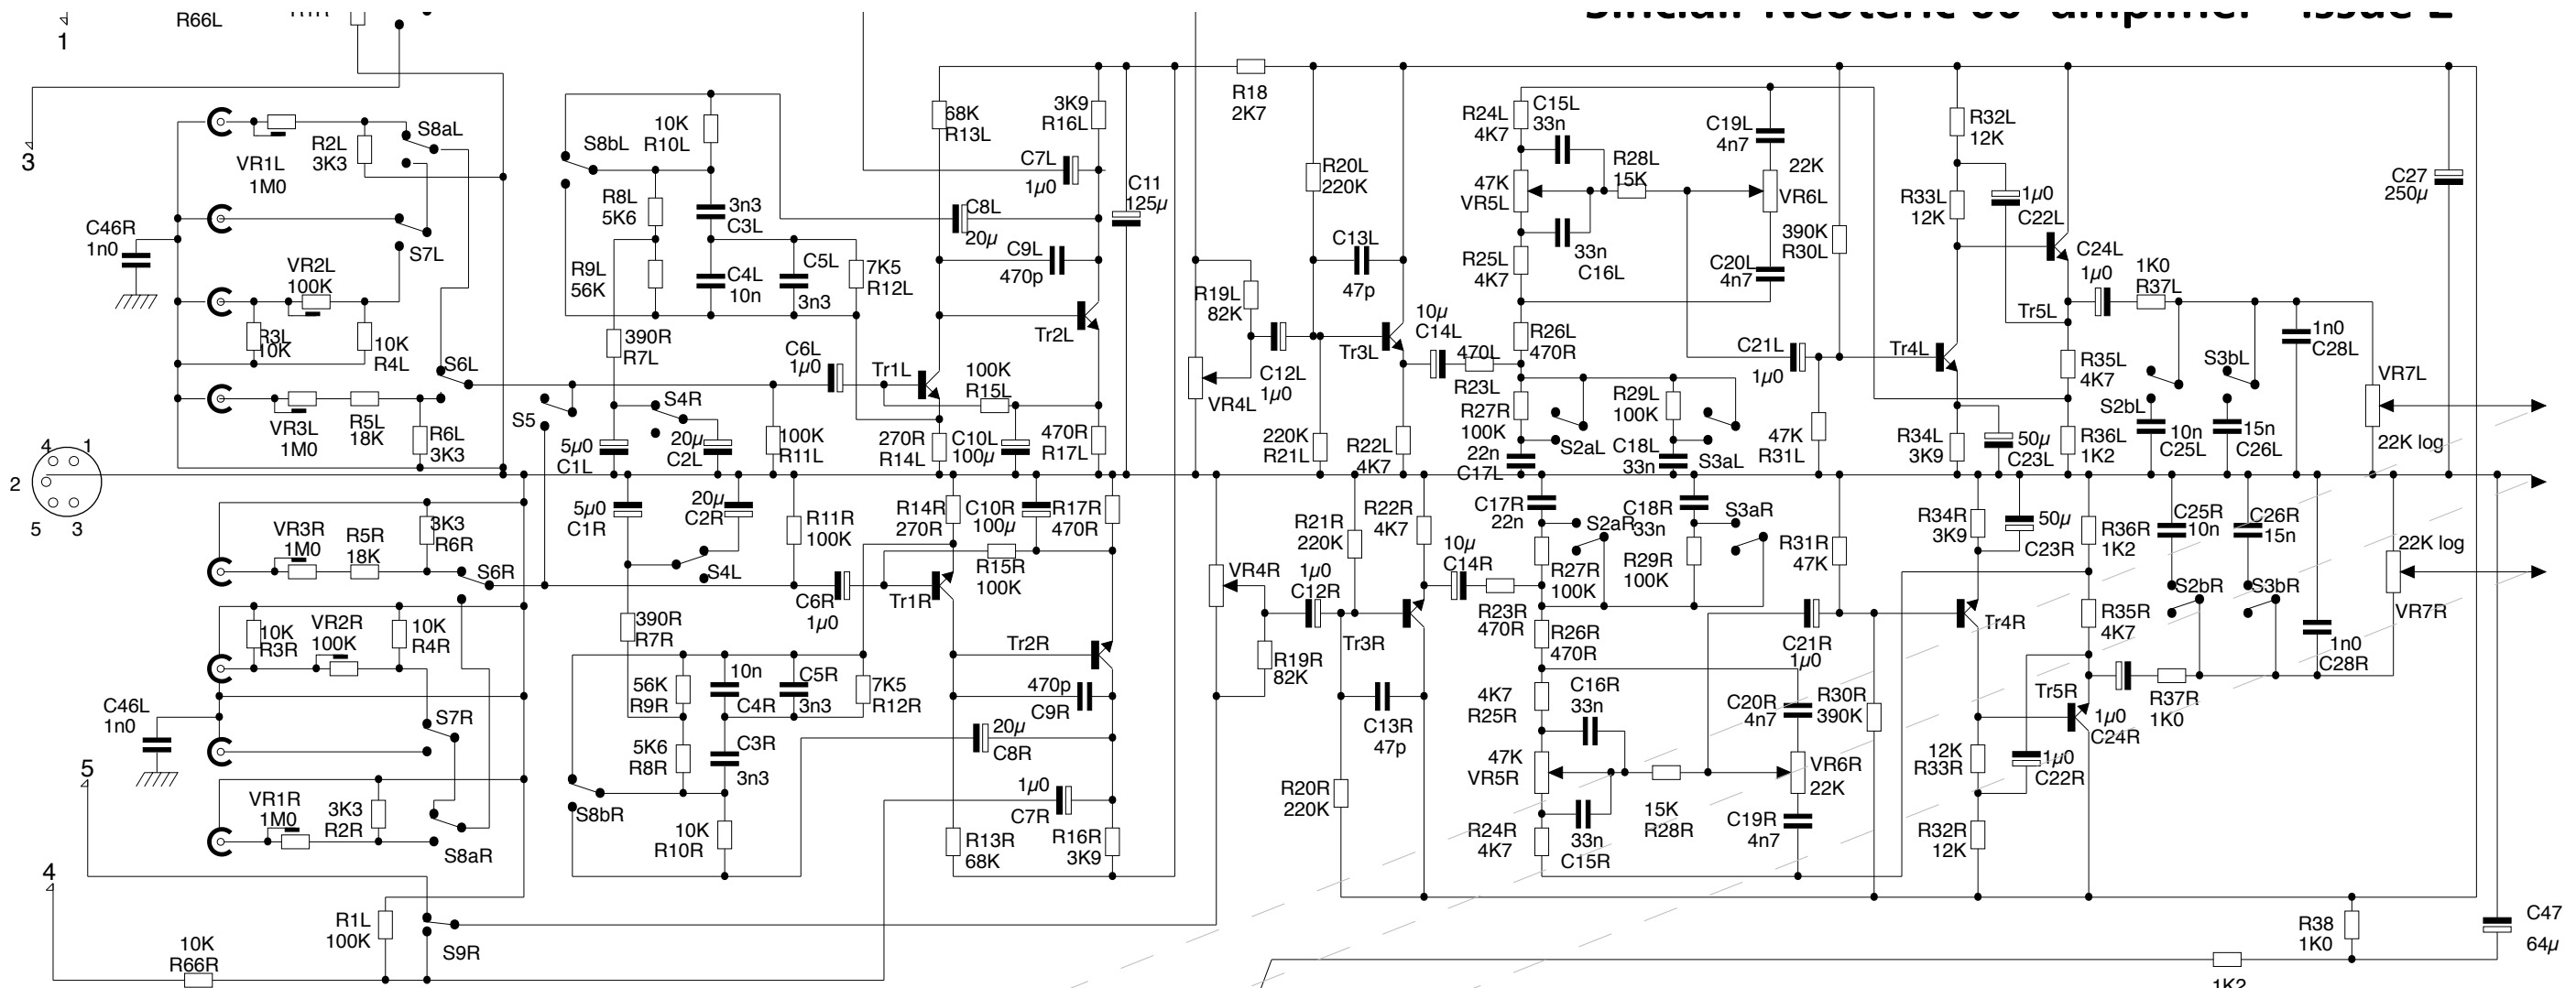 R66L
1
3
Sinclair Neoteric 60 amplifier issue 2
R2L
3K3
S8aL
VR1L
1M0
C46R
1n0
S7L
VR2L
100K
R3L
10K
10K
R4L
S6L
VR3L
1M0
R5L
18K
R6L
3K3
S5
4
1
2
5
3
S8bL
10K
R10L
R8L
5K6
3n3
C3L
R9L
56K
C4L
10n
C5L
3n3
7K5
R12L
390R
R7L
C6L
1µ0
S4R
5µ0
C1L
20µ
C2L
100K
R11L
68K
R13L
3K9
R16L
C7L
1µ0
C8L
20µ
C9L
470p
C11
125µ
Tr2L
Tr1L
100K
R15L
270R
R14L
C10L
100µ
470R
R17L
R18
2K7
R20L
220K
R19L
82K
C13L
47p
C12L
1µ0
VR4L
220K
R21L
Tr3L
10µ
C14L
470L
R23L
R22L
4K7
R24L
4K7
C15L
33n
47K
VR5L
R28L
15K
R25L
4K7
33n
C16L
R26L
470R
R27R
100K
22n
C17L
S2aL
R29L
100K
C18L
33n
S3aL
C19L
4n7
22K
VR6L
C20L
4n7
390K
R30L
C21L
1µ0
47K
R31L
R32L
12K
R33L
12K
1µ0
C22L
Tr4L
Tr5L
R34L
3K9
50µ
C23L
C24L
1µ0
1K0
R37L
R35L
4K7
R36L
1K2
S2bL
10n
C25L
S3bL
15n
C26L
1n0
C28L
C27
250µ
VR7L
22K log
VR3R
1M0
R5R
18K
3K3
R6R
S6R
10K
R3R
VR2R
100K
10K
R4R
C46L
1n0
S7R
VR1R
1M0
3K3
R2R
S8aR
5
4
R1L
100K
S9R
10K
R66R
5µ0
C1R
20µ
C2R
S4L
R11R
100K
C6R
1µ0
390R
R7R
56K
R9R
10n
C4R
C5R
3n3
7K5
R12R
5K6
R8R
C3R
3n3
S8bR
10K
R10R
R14R
270R
C10R
100µ
R17R
470R
R15R
100K
Tr1R
Tr2R
470p
C9R
20µ
C8R
1µ0
C7R
R13R
68K
R16R
3K9
VR4R
1µ0
C12R
R19R
82K
R21R
220K
R22R
4K7
Tr3R
C13R
47p
R20R
220K
10µ
C14R
R23R
470R
C17R
22n
S2aR
R27R
100K
C18R
33n
S3aR
R29R
100K
R26R
470R
4K7
R25R
C16R
33n
47K
VR5R
15K
R28R
R24R
4K7
33n
C15R
R31R
47K
C21R
1µ0
C20R
4n7
R30R
390K
VR6R
22K
C19R
4n7
R34R
3K9
50µ
C23R
Tr4R
R36R
1K2
R35R
4K7
Tr5R
1µ0
C24R
12K
R33R
1µ0
C22R
R32R
12K
C25R
10n
S2bR
C26R
15n
S3bR
R37R
1K0
1n0
C28R
22K log
VR7R
R38
1K0
C47
64µ
1K2